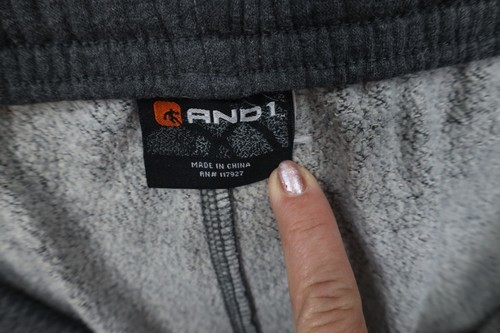 AND1
MADE IN CHINA
RN# 117927